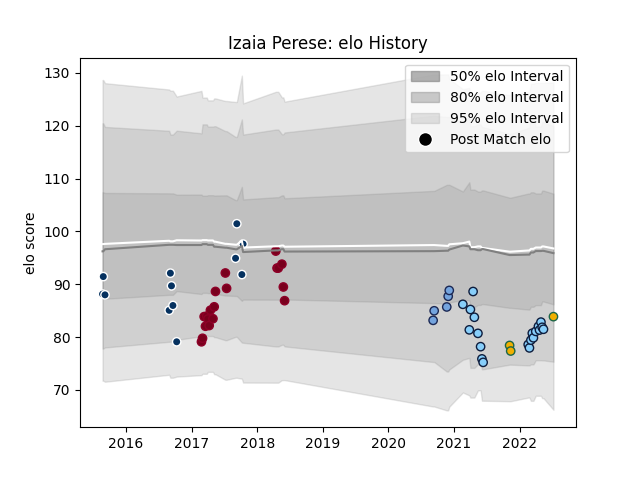 Izaia Perese: elo History
50% elo Interval
80% elo Interval
95% elo Interval
Post Match elo
elo score
130
120
110
100
90
80
70
2016 2017 2018 2019 2020 2021 2022